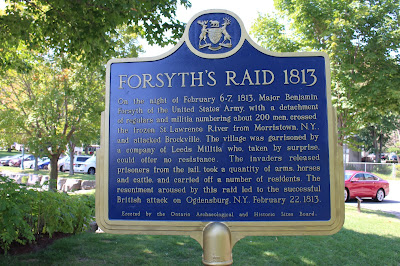 FORSYTH'S RAID 1813
On the night of February 6-7, 1813, Major Benjamin
Forsyth of the United States Army, with a detachment
of regulars and militia numbering about 200 men, crossed
the frozen St. Lawrence River from Morristown, N.Y.,
and attacked Brockville. The village was garrisoned by
a company of Leeds Militia who, taken by surprise,
could offer no resistance. The invaders released
prisoners from the jail, took a quantity of arms, horses
and cattle, and carried off a number of residents. The
resentment aroused by this raid led to the successful
British attack on Ogdensburg, N.Y., February 22, 1813.
Erected by the Ontario Archaeological and Historic Sites Board.